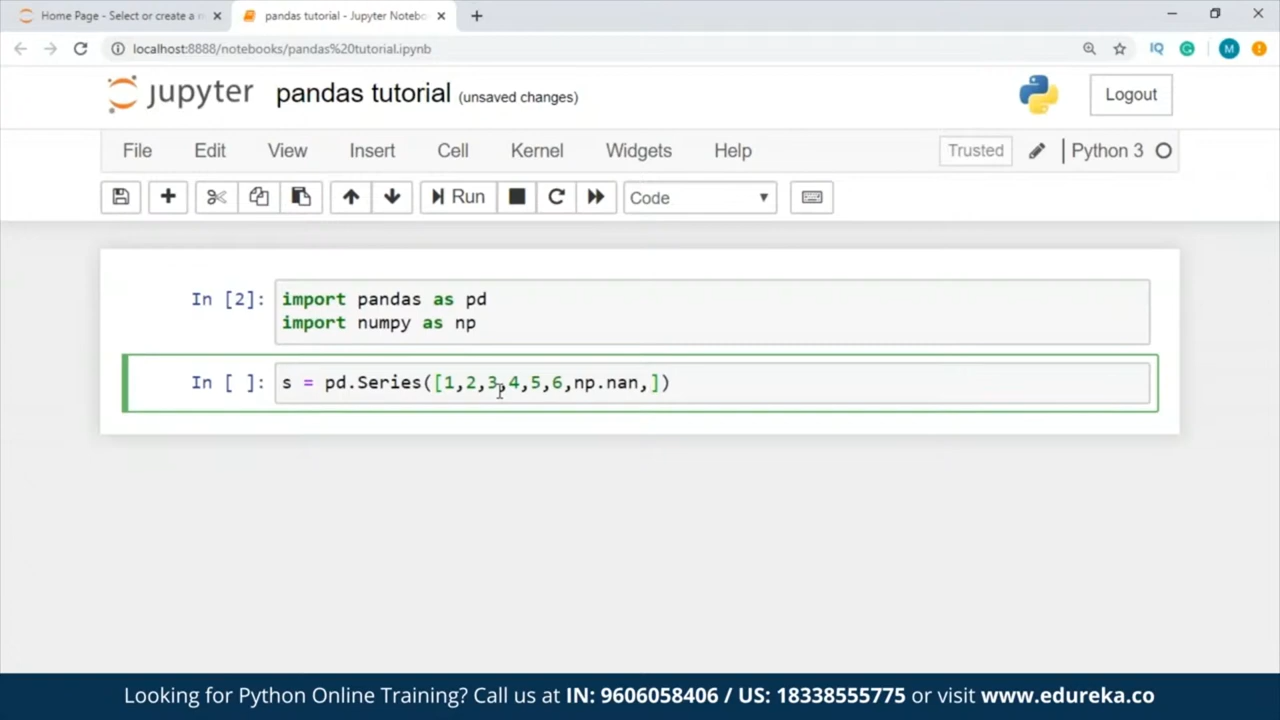 Home Page - Select or create a n
pandas tutorial - Jupyter Notebo
localhost:8888/notebooks/pandas%20tutorial.ipynb
IQ
G
M
jupyter pandas tutorial (unsaved changes)
Logout
File Edit View Insert Cell Kernel Widgets Help
Trusted
Python 3
Run
Code
In [2]: import pandas as pd
import numpy as np
In [ ]: s = pd.Series([1,2,3,4,5,6,np.nan,])
Looking for Python Online Training? Call us at IN: 9606058406 / US: 18338555775 or visit www.edureka.co